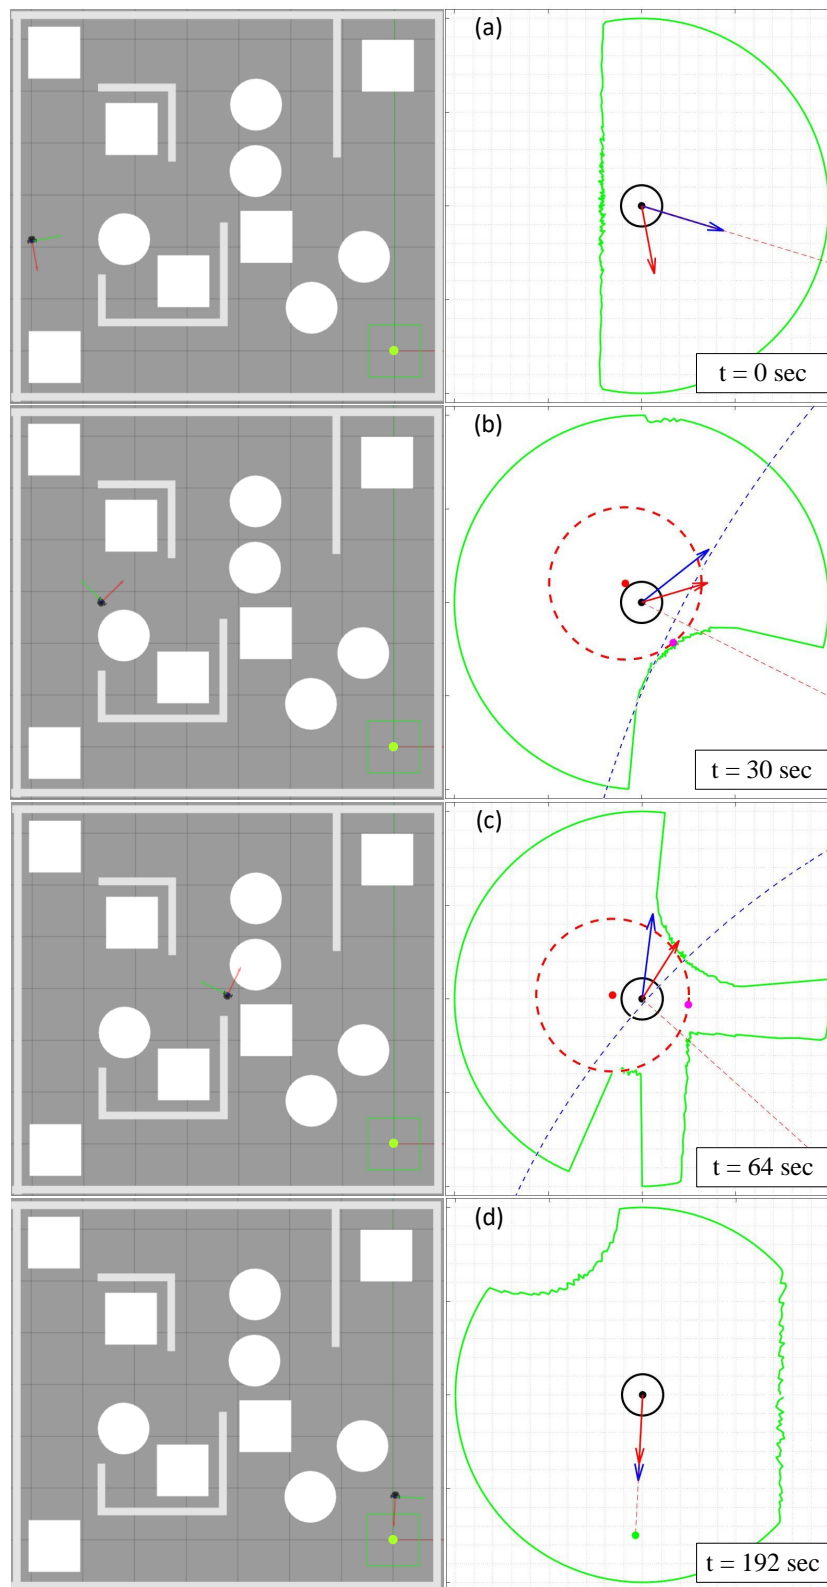 (a)
t = 0 sec
(b)
t = 30 sec
(c)
t = 64 sec
(d)
t = 192 sec